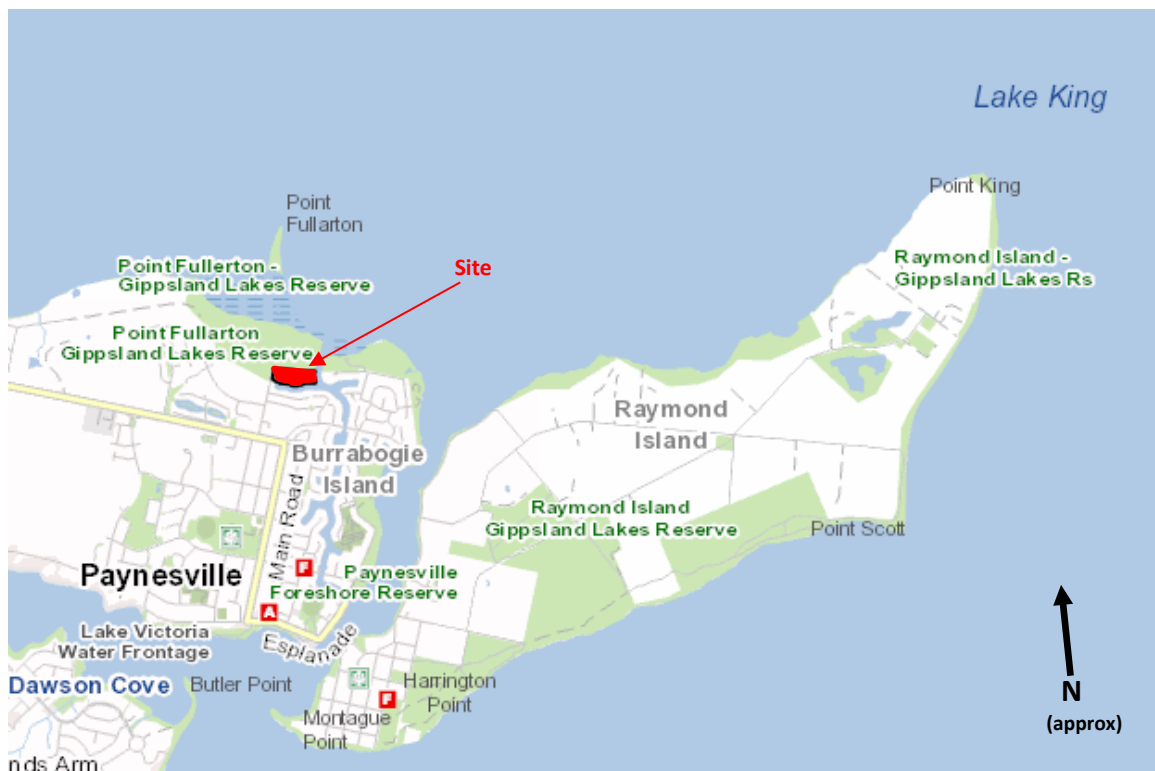 Lake King
Point King
Point
Fullarton
Raymond Island -
Gippsland Lakes Rs
Point Fullerton -
Gippsland Lakes Reserve
Site
Point Fullarton
Gippsland Lakes Reserve
Raymond
Island
Burrabogie
Island
Main Road
Raymond Island
Gippsland Lakes Reserve
Point Scott
Paynesville
Paynesville
Foreshore Reserve
F
A
Esplanade
Lake Victoria
Water Frontage
Dawson Cove
Butler Point
Harrington
Point
F
Montague
Point
nds Arm
N
(approx)